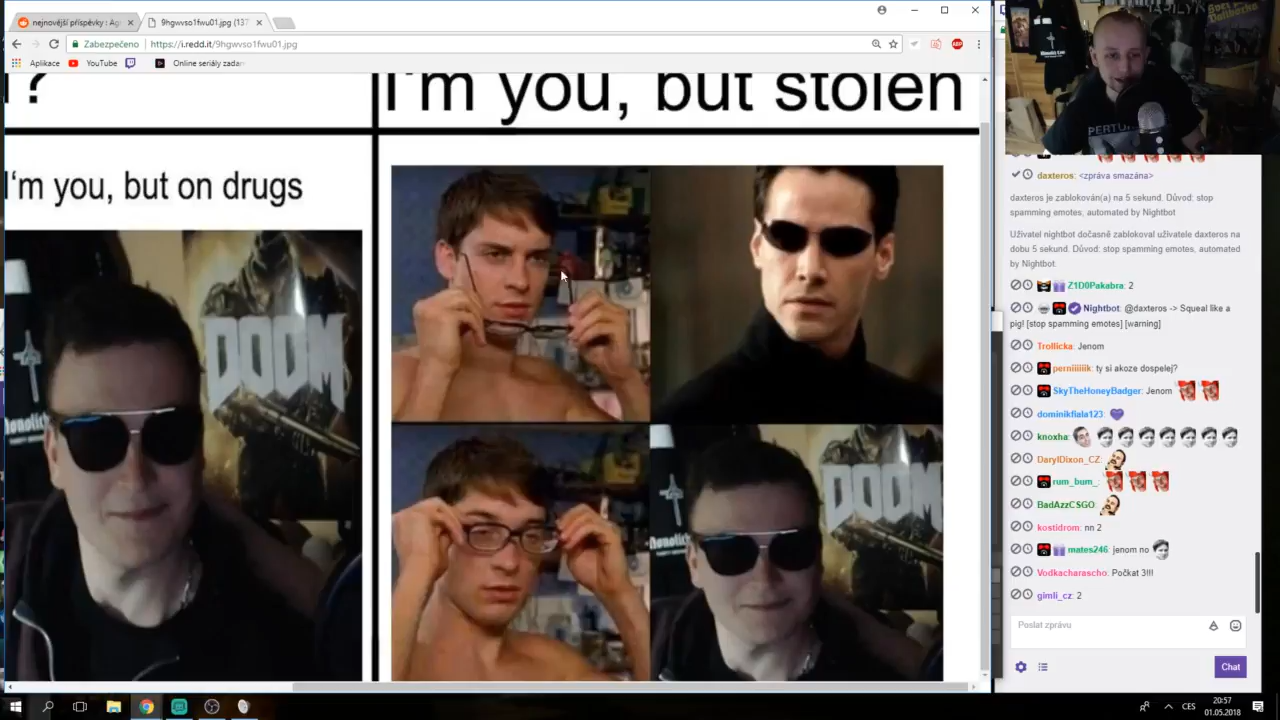 nejnovější příspěvky : Ag
9hgwvso1fwu01.jpg (137
Zabezpečeno
https://i.redd.it/9hgwvso1fwu01.jpg
ABP
Aplikace
YouTube
Online seriály zadar
?
I'm you, but stolen
I'm you, but on drugs
DOOM
Monolith
DOOM
PERTU
daxteros: <zpráva smazána>
daxteros je zablokován(a) na 5 sekund. Důvod: stop
spamming emotes, automated by Nightbot
Uživatel nightbot dočasně zablokoval uživatele daxteros na
dobu 5 sekund. Důvod: stop spamming emotes, automated
by Nightbot
Z1D0Pakabra: 2
Nightbot: @daxteros -> Squeal like a
pig! [stop spamming emotes] [warning]
Trollicka: Jenom
perniiiiiik: ty si akoze dospelej?
SkyTheHoneyBadger: Jenom
dominikfiala123:
knoxha:
DarylDixon_CZ:
rum_bum_:
BadAzzCSGO:
kostidrom: nn 2
mates246: jenom no
Vodkacharascho: Počkat 3!!!
gimli_cz: 2
Poslat zprávu
Chat
CES
20:57
01.05.2018